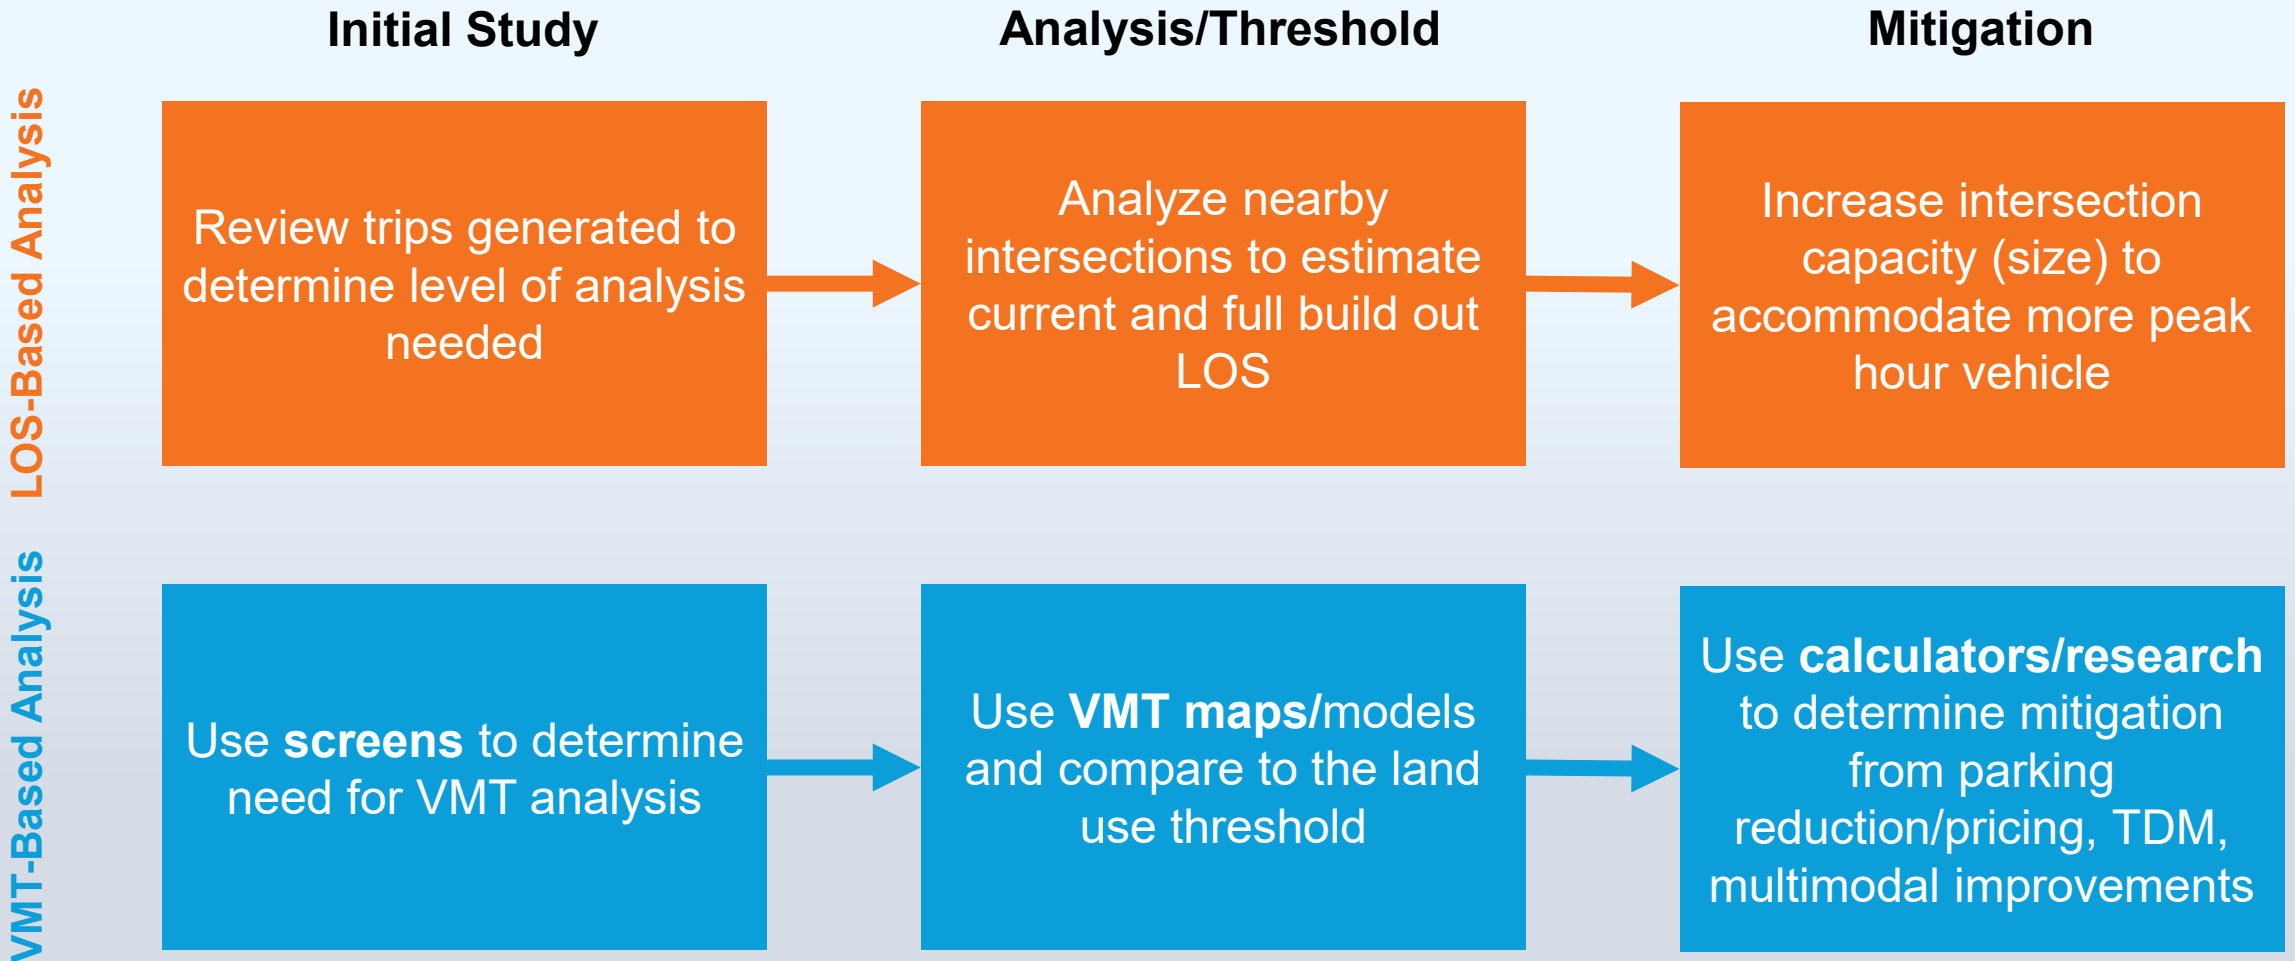 Initial Study
Analysis/Threshold
Mitigation
LOS-Based Analysis
Review trips generated to
determine level of analysis
needed
Analyze nearby
intersections to estimate
current and full build out
LOS
Increase intersection
capacity (size) to
accommodate more peak
hour vehicle
VMT-Based Analysis
Use screens to determine
need for VMT analysis
Use VMT maps/models
and compare to the land
use threshold
Use calculators/research
to determine mitigation
from parking
reduction/pricing, TDM,
multimodal improvements